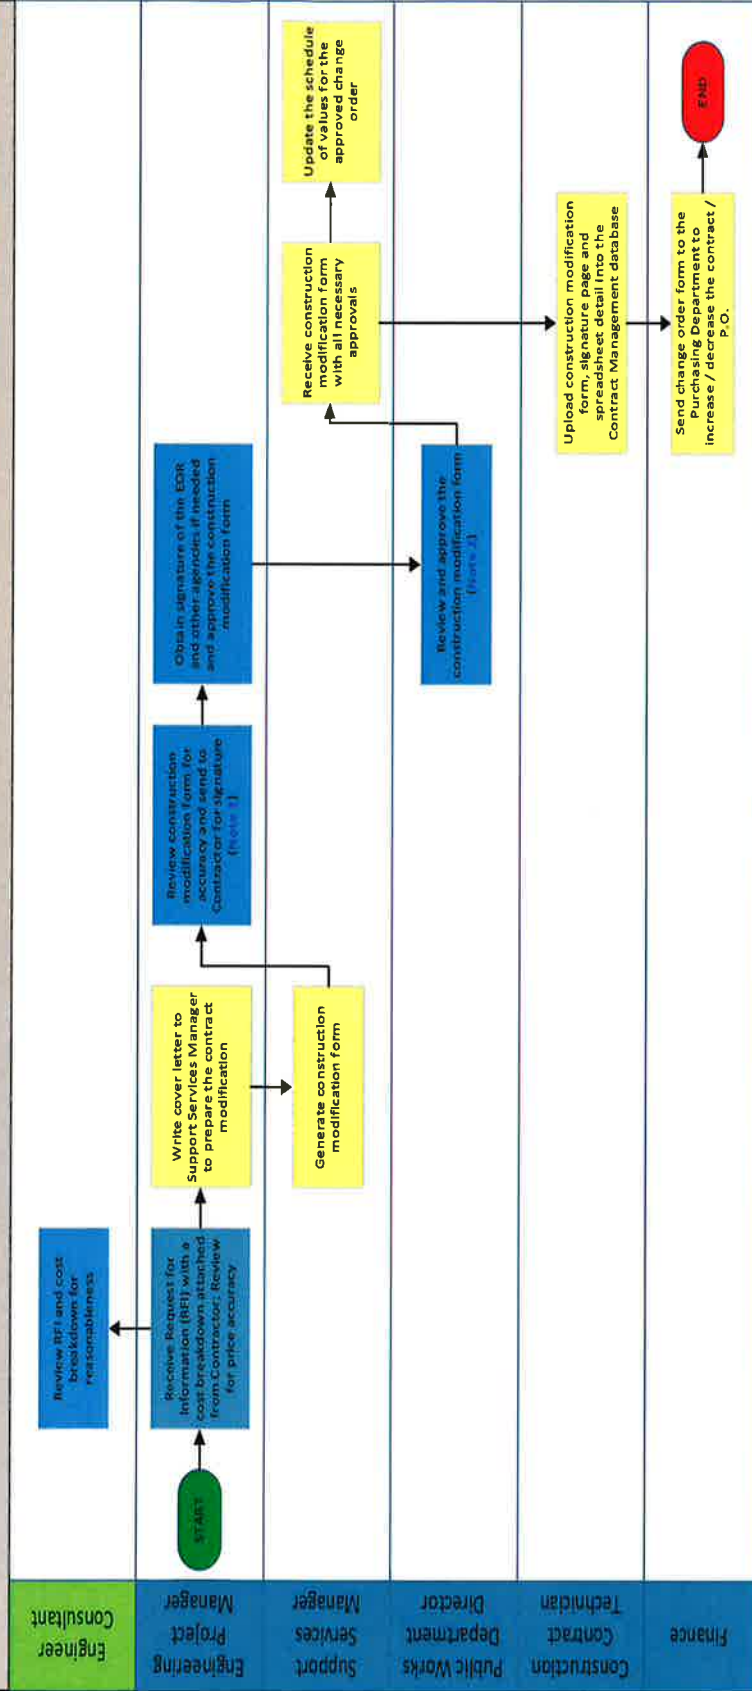 Engineer
Consultant
Review RFI and cost
breakdown for
reasonableness
Engineering
Project
Manager
START
Receive Request for
Information (RFI) with a
cost breakdown attached
from Contractor; Review
for price accuracy
Write cover letter to
Support Services Manager
to prepare the contract
modification
Review construction
modification form for
accuracy and send to
Contractor for signature
(Note 1)
Obtain signature of the EOR
and other agencies if needed
and approve the construction
modification form
Support
Services
Manager
Generate construction
modification form
Receive construction
modification form
with all necessary
approvals
Update the schedule
of values for the
approved change
order
Public Works
Department
Director
Review and approve the
construction modification form
(Note 2)
Construction
Contract
Technician
Upload construction modification
form, signature page and
spreadsheet detail into the
Contract Management database
Finance
Send change order form to the
Purchasing Department to
increase / decrease the contract /
P.O.
END